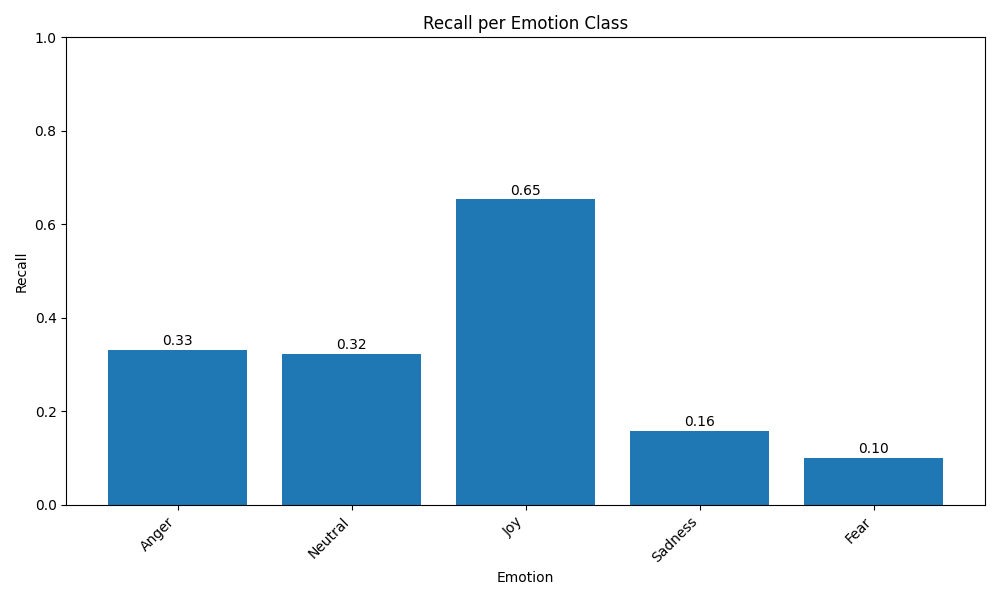 Recall per Emotion Class
1.0
0.8
0.6
0.4
0.2
0.0
Recall
0.33
0.32
0.65
0.16
0.10
Anger
Neutral
Joy
Sadness
Fear
Emotion